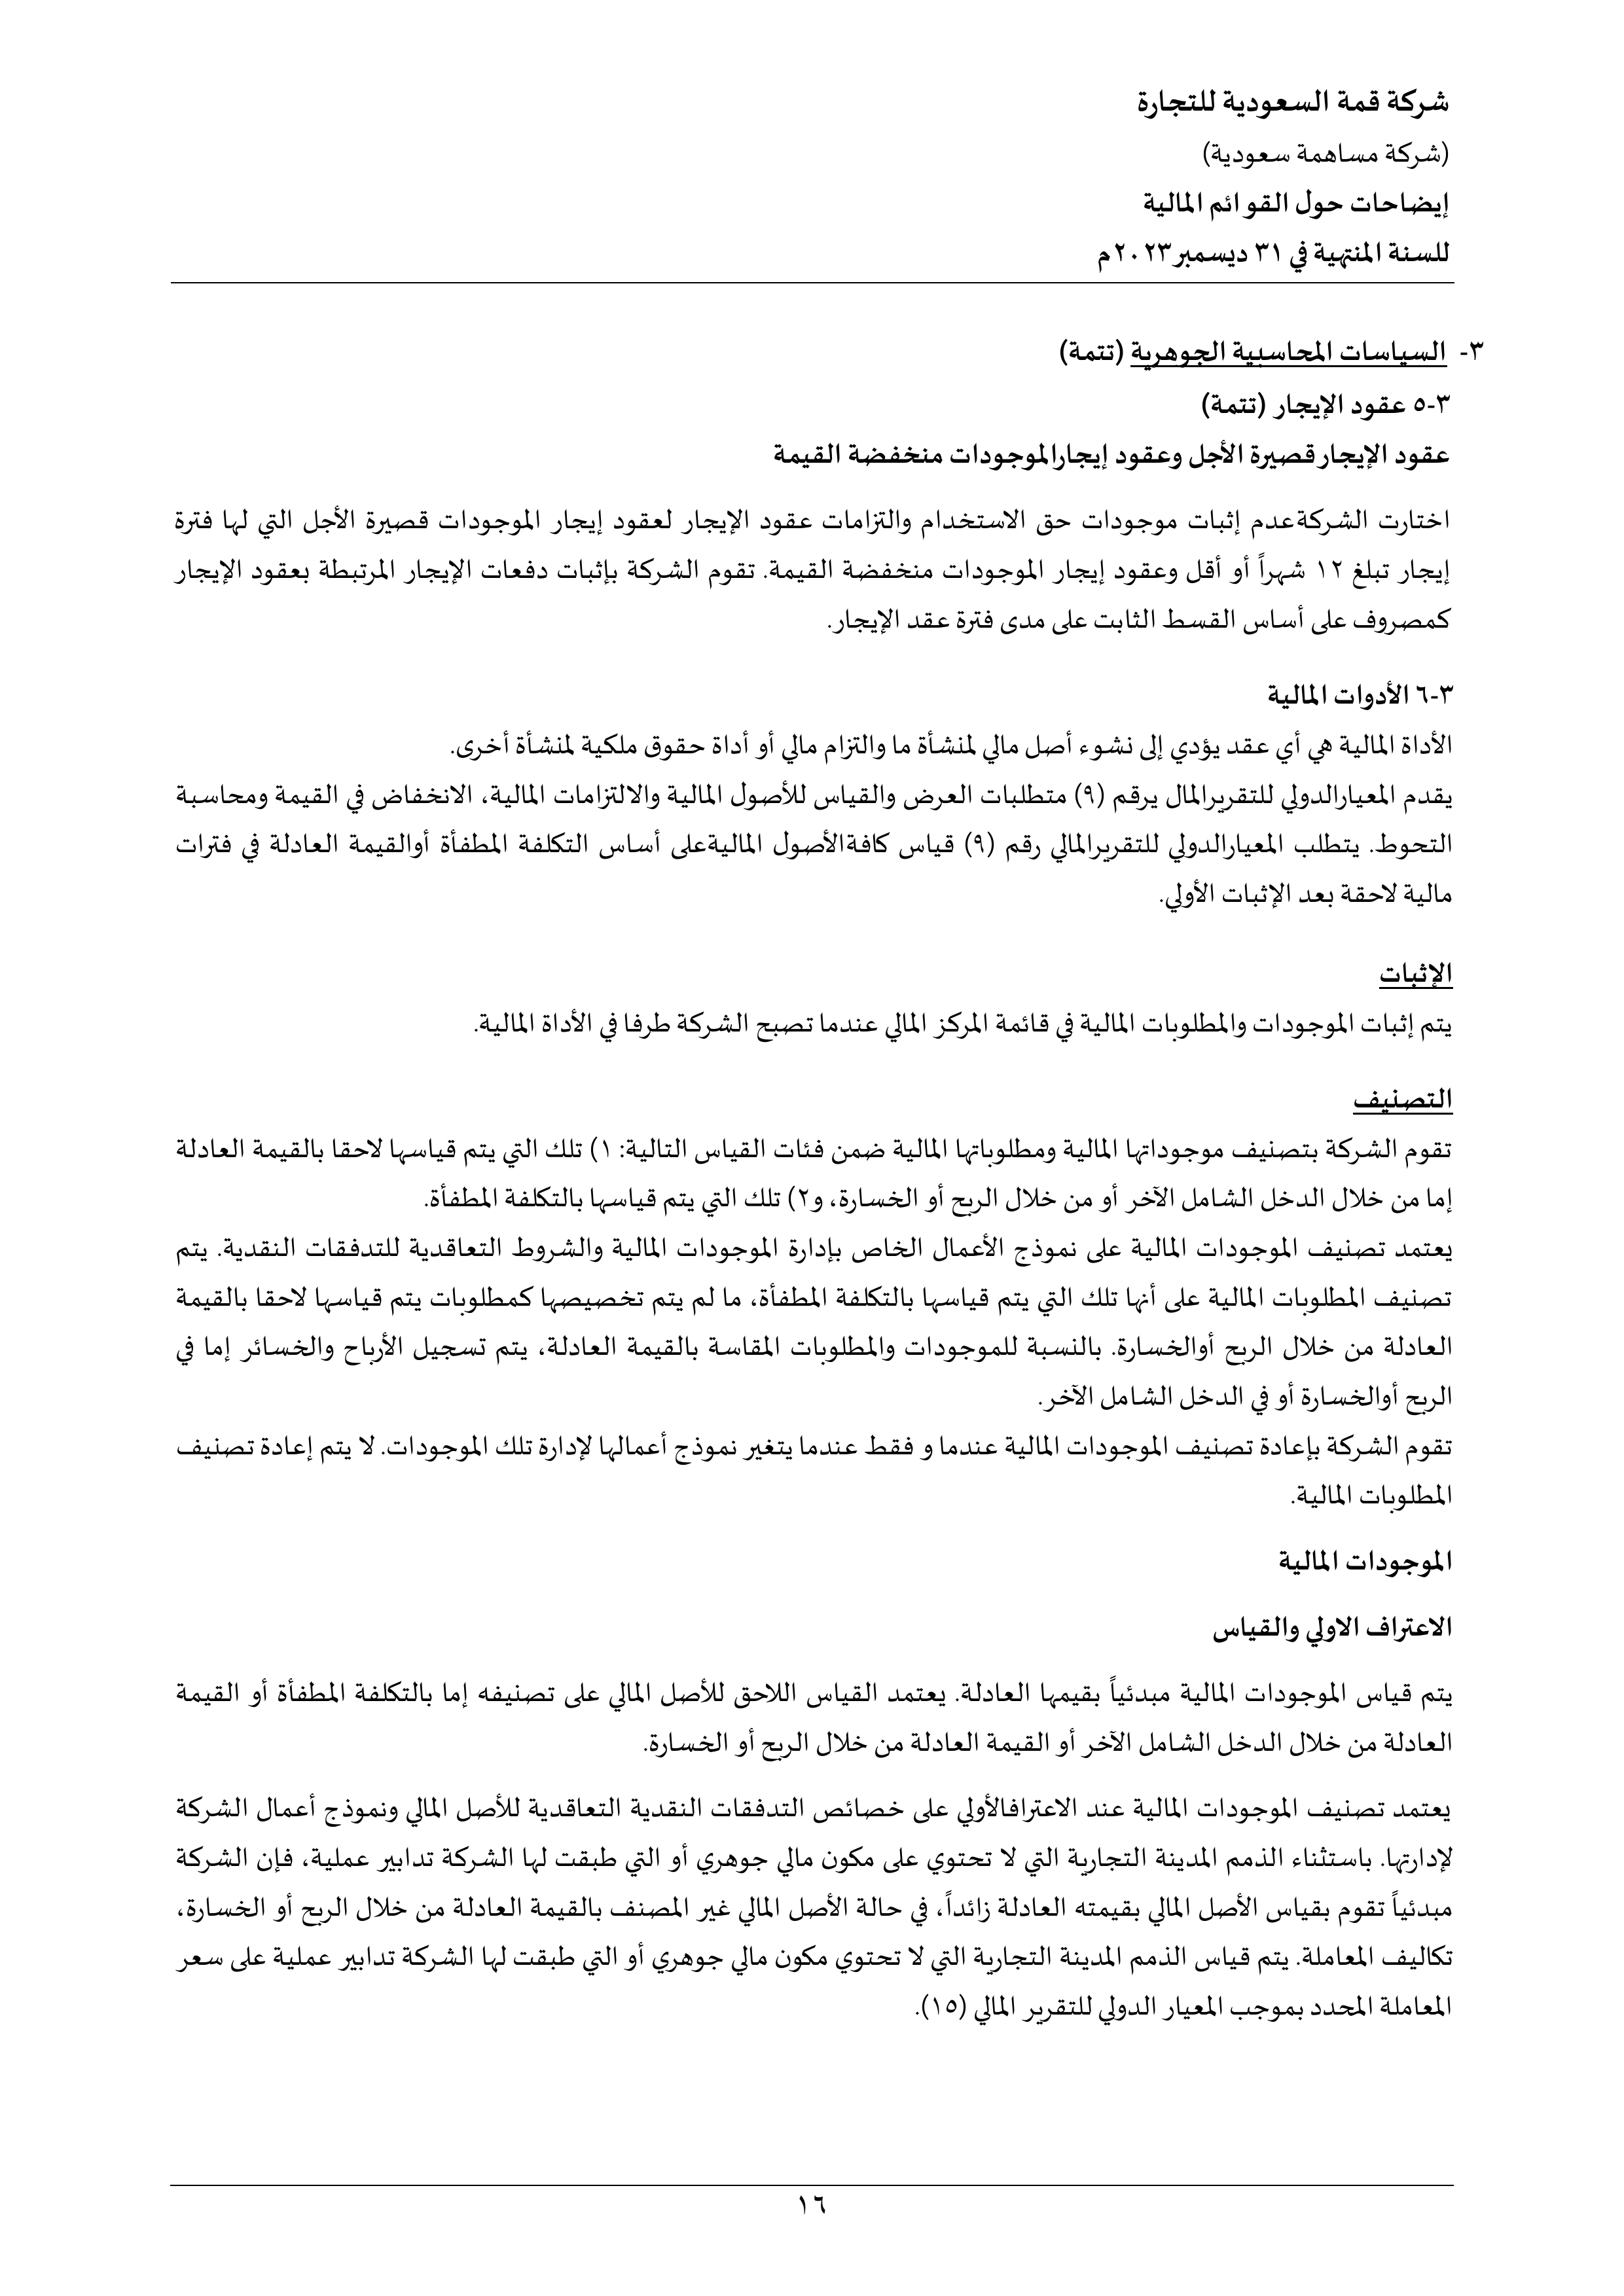 شركة قمة السعودية للتجارة
(شركة مساهمة سعودية)
إيضاحات حول القوائم المالية
للسنة المنتهية في ٣١ ديسمبر ٢٠٢٣م
٣- السياسات المحاسبية الجوهرية (تتمة)
٣-٥ عقود الإيجار (تتمة)
عقود الإيجار قصيرة الأجل وعقود إيجارالموجودات منخفضة القيمة
اختارت الشركةعدم إثبات موجودات حق الاستخدام والتزامات عقود الإيجار لعقود إيجار الموجودات قصيرة الأجل التي لها فترة
إيجار تبلغ ١٢ شهراً أو أقل وعقود إيجار الموجودات منخفضة القيمة. تقوم الشركة بإثبات دفعات الإيجار المرتبطة بعقود الإيجار
كمصروف على أساس القسط الثابت على مدى فترة عقد الإيجار.
٣-٦ الأدوات المالية
الأداة المالية هي أي عقد يؤدي إلى نشوء أصل مالي لمنشأة ما والتزام مالي أو أداة حقوق ملكية لمنشأة أخرى.
يقدم المعيارالدولي للتقريرالمال يرقم (٩) متطلبات العرض والقياس للأصول المالية والالتزامات المالية، الانخفاض في القيمة ومحاسبة
التحوط. يتطلب المعيارالدولي للتقريرالمالي رقم (٩) قياس كافةالأصول الماليةعلى أساس التكلفة المطفأة أوالقيمة العادلة في فترات
مالية لاحقة بعد الإثبات الأولي.
الإثبات
يتم إثبات الموجودات والمطلوبات المالية في قائمة المركز المالي عندما تصبح الشركة طرفا في الأداة المالية.
التصنيف
تقوم الشركة بتصنيف موجوداتها المالية ومطلوباتها المالية ضمن فئات القياس التالية: ١) تلك التي يتم قياسها لاحقا بالقيمة العادلة
إما من خلال الدخل الشامل الآخر أو من خلال الربح أو الخسارة، و٢) تلك التي يتم قياسها بالتكلفة المطفأة.
يعتمد تصنيف الموجودات المالية على نموذج الأعمال الخاص بإدارة الموجودات المالية والشروط التعاقدية للتدفقات النقدية. يتم
تصنيف المطلوبات المالية على أنها تلك التي يتم قياسها بالتكلفة المطفأة، ما لم يتم تخصيصها كمطلوبات يتم قياسها لاحقا بالقيمة
العادلة من خلال الربح أوالخسارة. بالنسبة للموجودات والمطلوبات المقاسة بالقيمة العادلة، يتم تسجيل الأرباح والخسائر إما في
الربح أوالخسارة أو في الدخل الشامل الآخر.
تقوم الشركة بإعادة تصنيف الموجودات المالية عندما و فقط عندما يتغير نموذج أعمالها لإدارة تلك الموجودات. لا يتم إعادة تصنيف
المطلوبات المالية.
الموجودات المالية
الاعتراف الاولي والقياس
يتم قياس الموجودات المالية مبدئياً بقيمها العادلة. يعتمد القياس اللاحق للأصل المالي على تصنيفه إما بالتكلفة المطفأة أو القيمة
العادلة من خلال الدخل الشامل الآخر أو القيمة العادلة من خلال الربح أو الخسارة.
يعتمد تصنيف الموجودات المالية عند الاعترافالأولي على خصائص التدفقات النقدية التعاقدية للأصل المالي ونموذج أعمال الشركة
لإدارتها. باستثناء الذمم المدينة التجارية التي لا تحتوي على مكون مالي جوهري أو التي طبقت لها الشركة تدابير عملية، فإن الشركة
مبدئياً تقوم بقياس الأصل المالي بقيمته العادلة زائداً، في حالة الأصل المالي غير المصنف بالقيمة العادلة من خلال الربح أو الخسارة،
تكاليف المعاملة. يتم قياس الذمم المدينة التجارية التي لا تحتوي مكون مالي جوهري أو التي طبقت لها الشركة تدابير عملية على سعر
المعاملة المحدد بموجب المعيار الدولي للتقرير المالي (١٥).
١٦